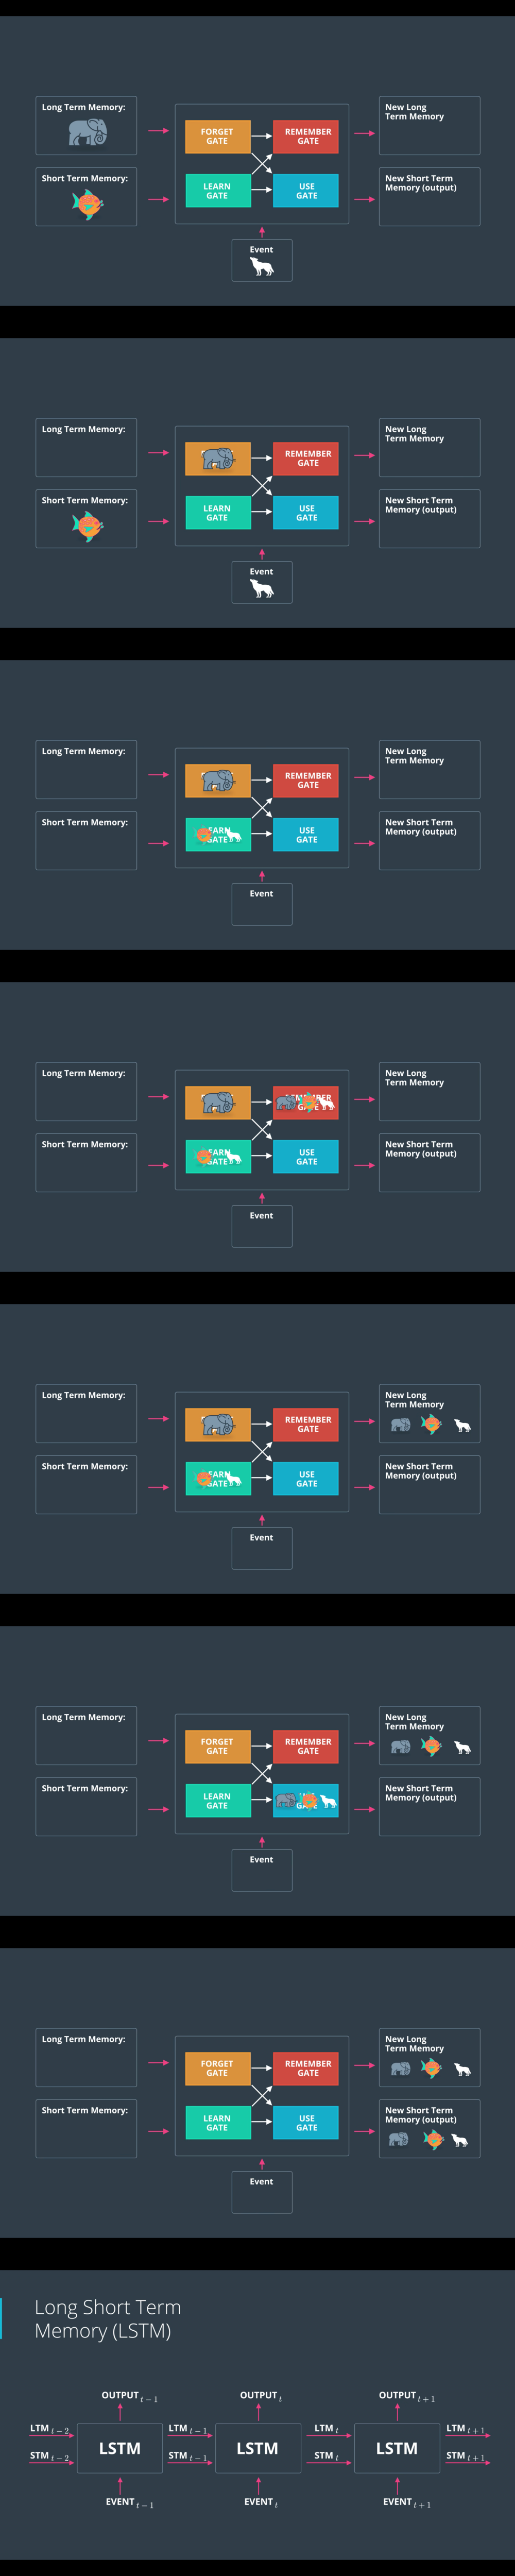 Long Term Memory:
New Long
Term Memory
FORGET
GATE
REMEMBER
GATE
Short Term Memory:
New Short Term
Memory (output)
LEARN
GATE
USE
GATE
Event
Long Term Memory:
New Long
Term Memory
REMEMBER
GATE
Short Term Memory:
New Short Term
Memory (output)
LEARN
GATE
USE
GATE
Event
Long Term Memory:
New Long
Term Memory
REMEMBER
GATE
Short Term Memory:
New Short Term
Memory (output)
GATE
USE
GATE
Event
Long Term Memory:
New Long
Term Memory
Short Term Memory:
New Short Term
Memory (output)
GATE
USE
GATE
Event
Long Term Memory:
New Long
Term Memory
REMEMBER
GATE
Short Term Memory:
New Short Term
Memory (output)
GATE
USE
GATE
Event
Long Term Memory:
New Long
Term Memory
FORGET
GATE
REMEMBER
GATE
Short Term Memory:
New Short Term
Memory (output)
LEARN
GATE
Event
Long Term Memory:
New Long
Term Memory
FORGET
GATE
REMEMBER
GATE
Short Term Memory:
New Short Term
Memory (output)
LEARN
GATE
USE
GATE
Event
Long Short Term
Memory (LSTM)
OUTPUT t − 1 OUTPUT t OUTPUT t + 1
LTM t − 2 LTM t − 1 LTM t LTM t + 1
LSTM LSTM LSTM
STM t − 2 STM t − 1 STM t STM t + 1
EVENT t − 1 EVENT t EVENT t + 1